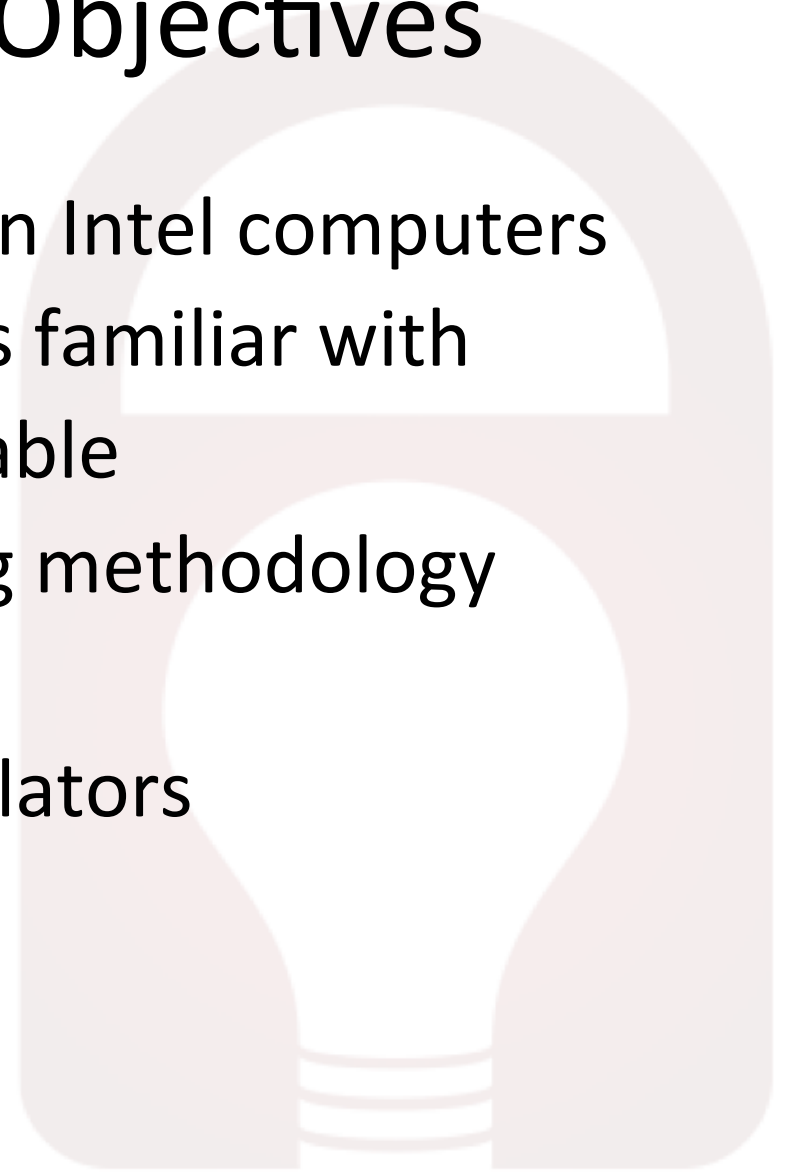 Objectives
n Intel computers
s familiar with
able
g methodology
lators